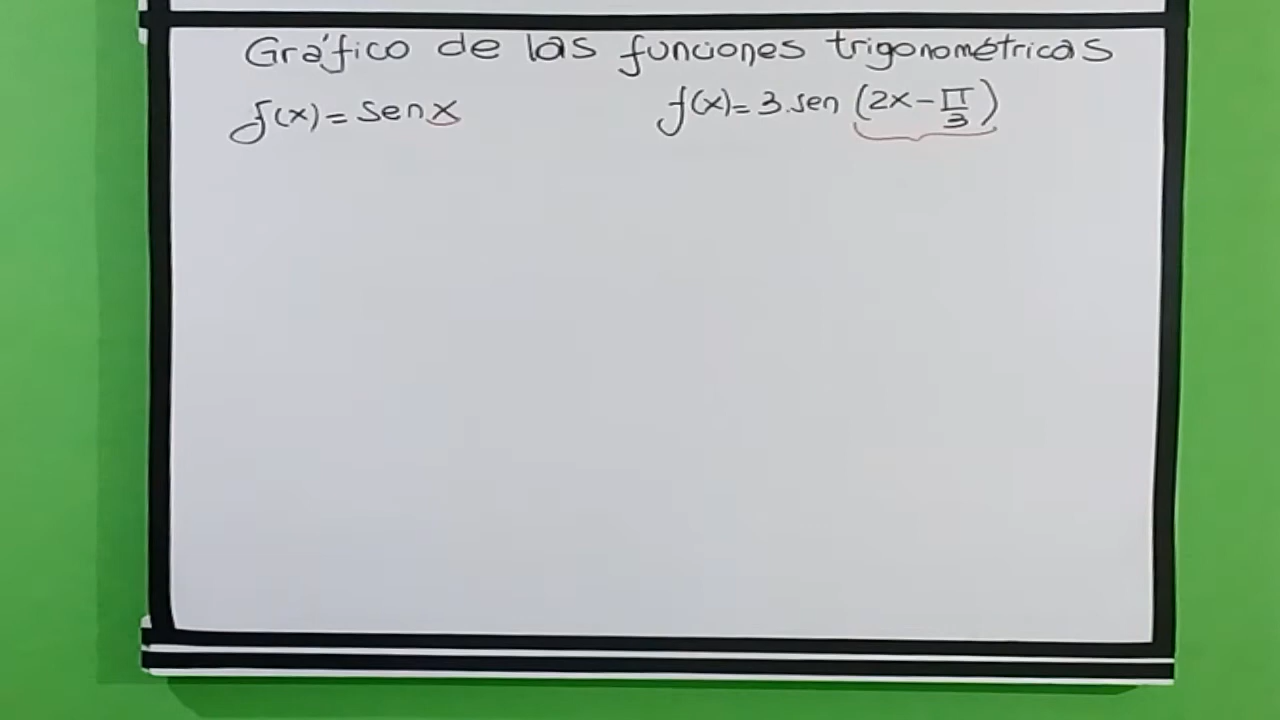 Gráfico de las funciones trigonométricas
f(x) = sen x
f(x) = 3.sen (2x - π/3)